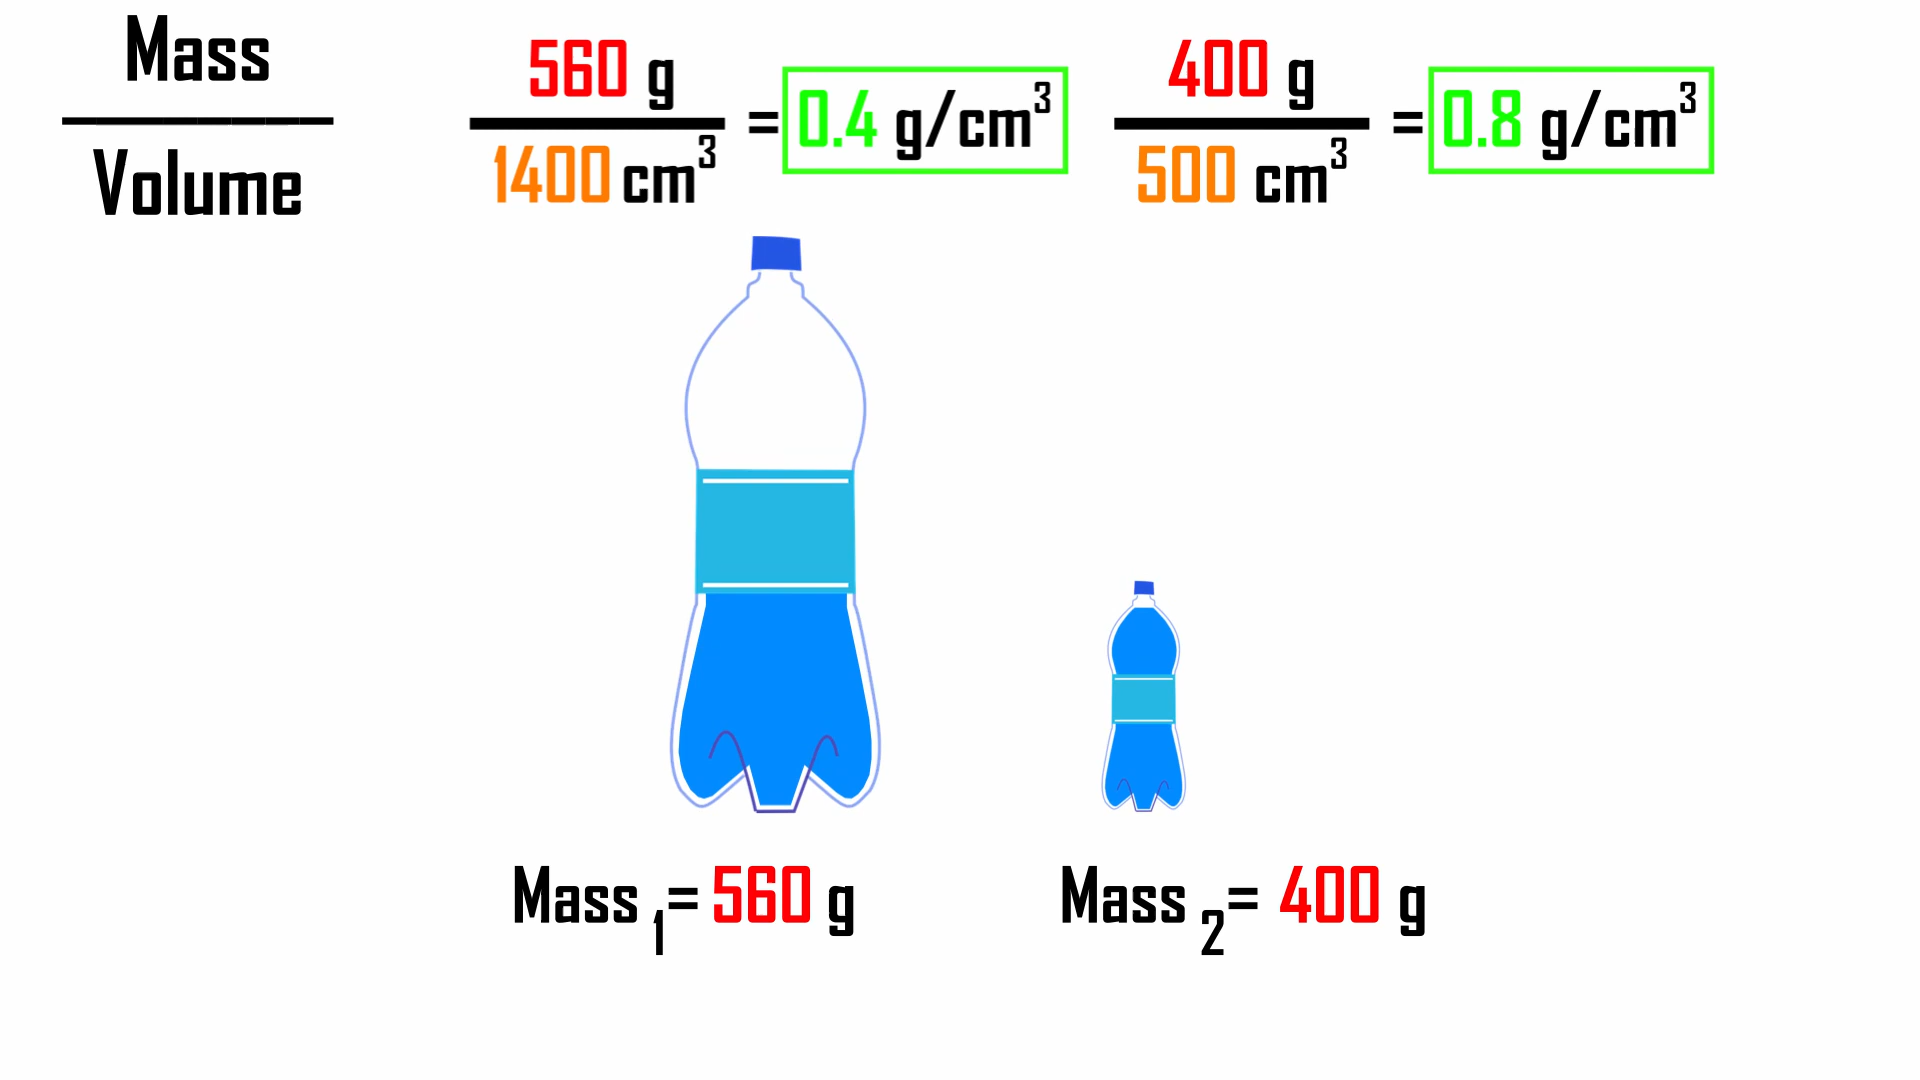 Mass
Volume
560 g
1400 cm³
= 0.4 g/cm³
400 g
500 cm³
= 0.8 g/cm³
Mass ₁= 560 g
Mass ₂= 400 g